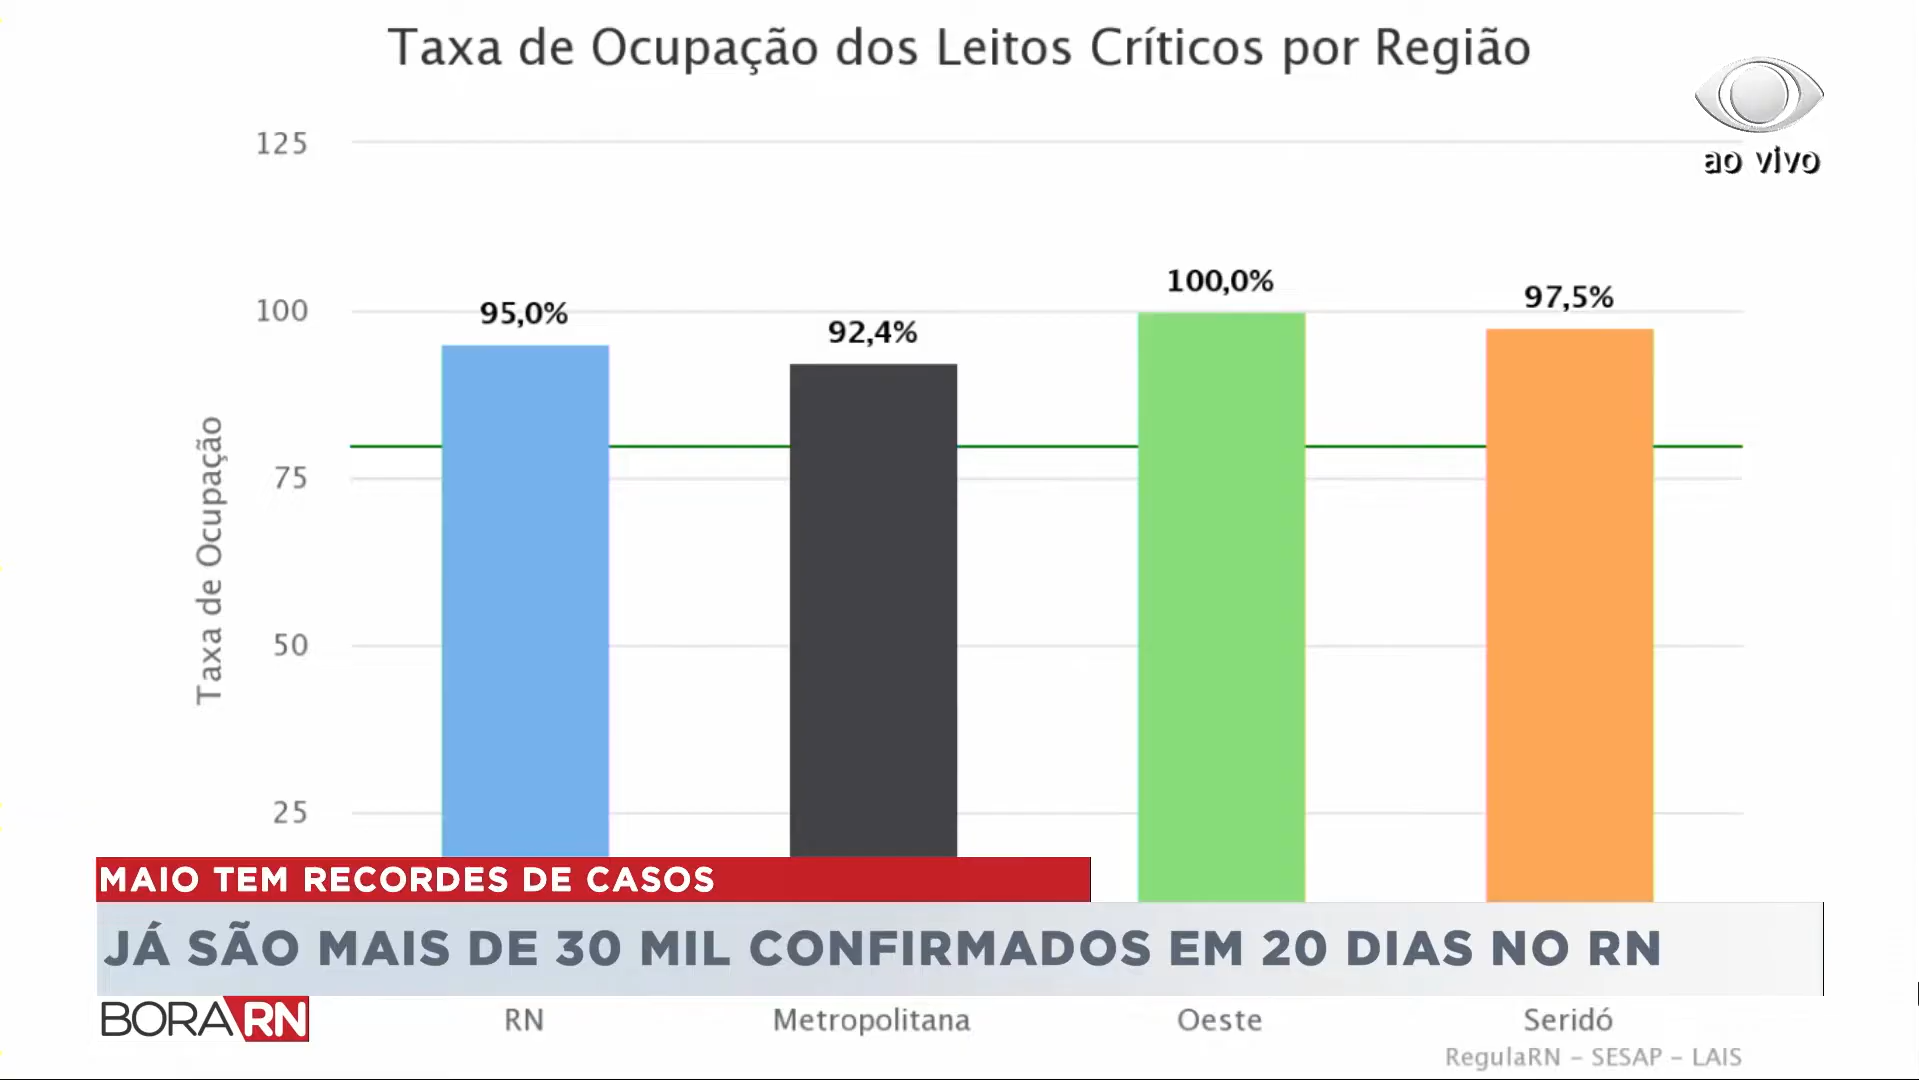 Taxa de Ocupação dos Leitos Críticos por Região
ao vivo
125
100
75
50
25
Taxa de Ocupação
95,0%
92,4%
100,0%
97,5%
MAIO TEM RECORDES DE CASOS
JÁ SÃO MAIS DE 30 MIL CONFIRMADOS EM 20 DIAS NO RN
BORARN
RN
Metropolitana
Oeste
Seridó
RegulaRN - SESAP - LAIS